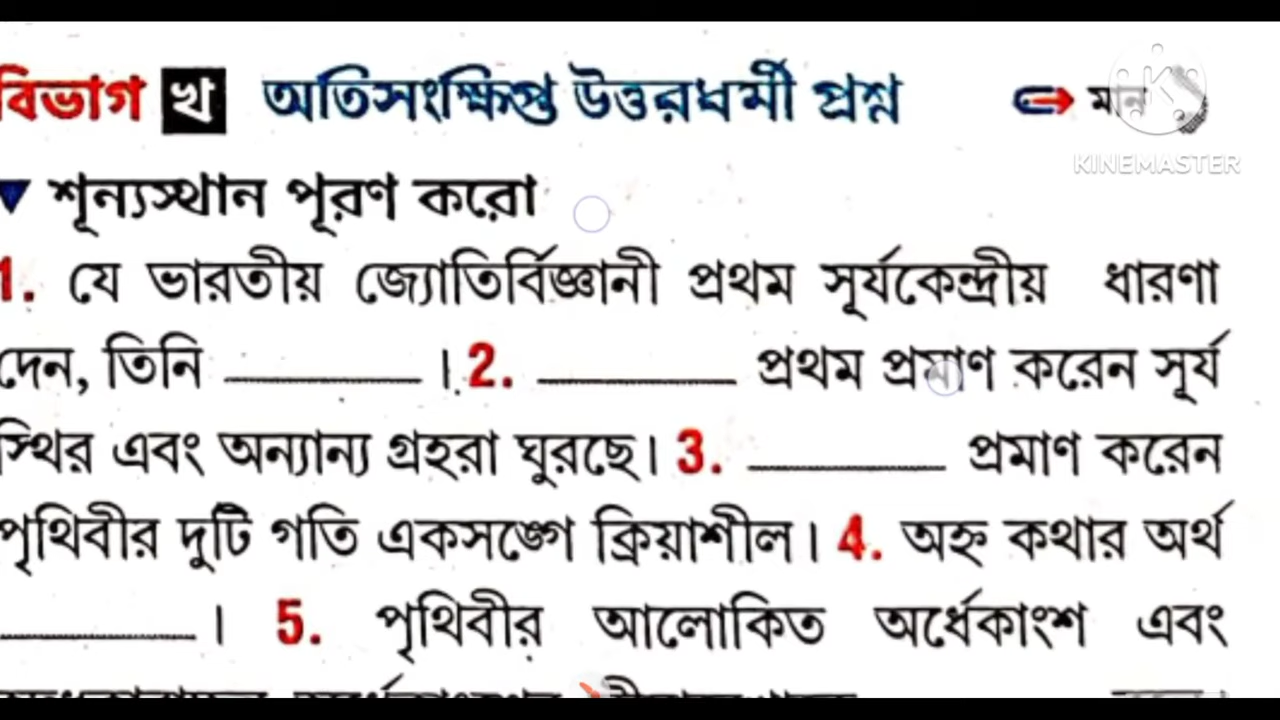 বিভাগ খ অতিসংক্ষিপ্ত উত্তরধর্মী প্রশ্ন মান
KINEMASTER
শূন্যস্থান পূরণ করো
1. যে ভারতীয় জ্যোতির্বিজ্ঞানী প্রথম সূর্যকেন্দ্রীয় ধারণা
দেন, তিনি ________ । 2. ________ প্রথম প্রমাণ করেন সূর্য
স্থির এবং অন্যান্য গ্রহরা ঘুরছে। 3. ________ প্রমাণ করেন
পৃথিবীর দুটি গতি একসঙ্গে ক্রিয়াশীল। 4. অহ্ন কথার অর্থ
________ । 5. পৃথিবীর আলোকিত অর্ধেকাংশ এবং